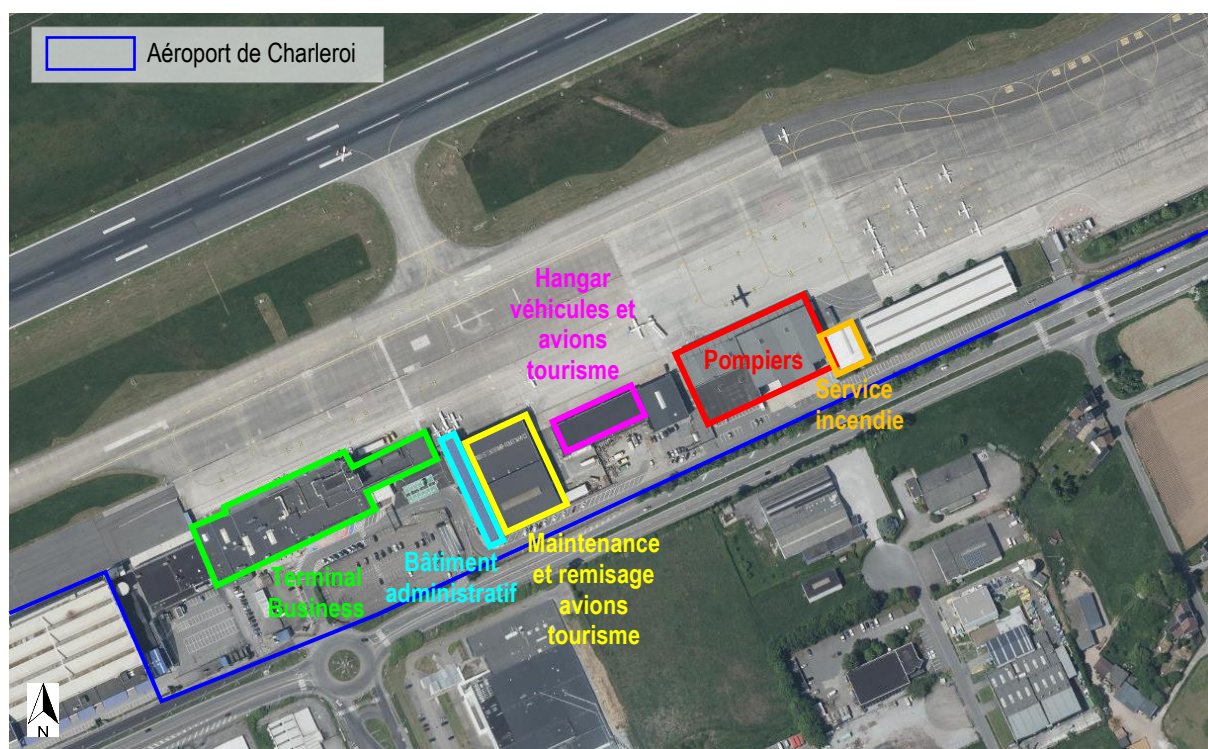 Aéroport de Charleroi
Hangar
véhicules et
avions
tourisme
Pompiers
Service
incendie
Terminal
Business
Bâtiment
administratif
Maintenance
et remisage
avions
tourisme
N